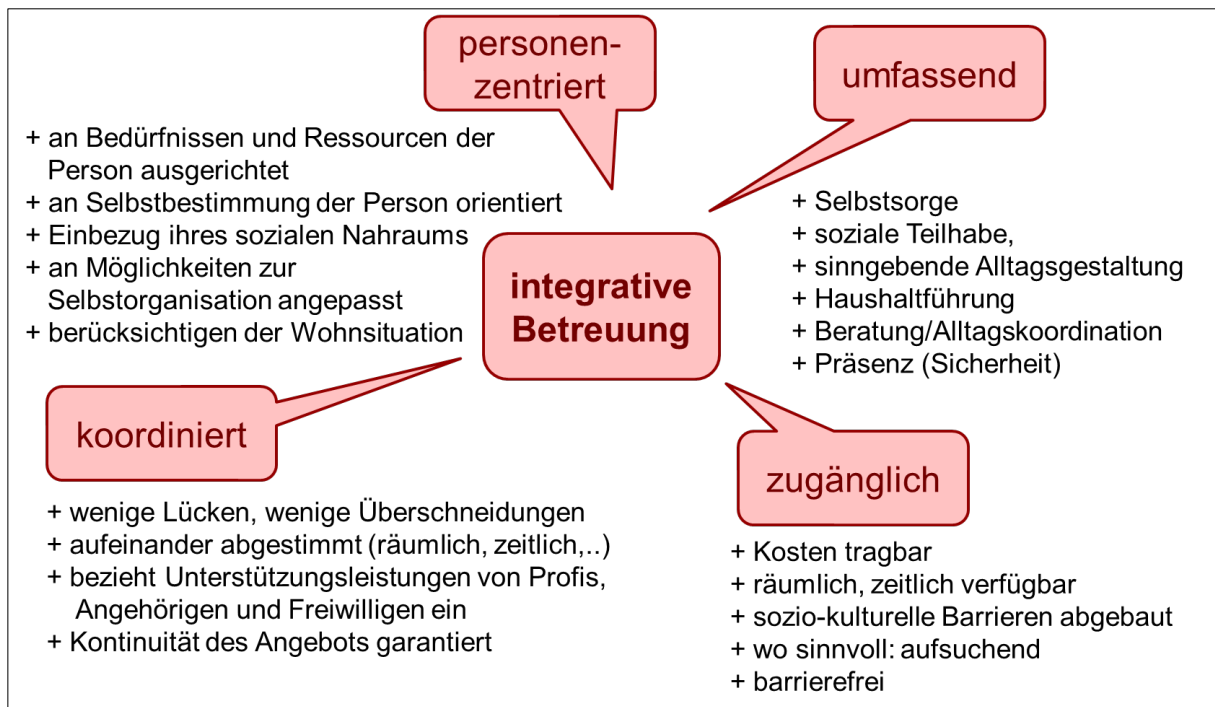 personen-
zentriert
+ an Bedürfnissen und Ressourcen der
Person ausgerichtet
+ an Selbstbestimmung der Person orientiert
+ Einbezug ihres sozialen Nahraums
+ an Möglichkeiten zur
Selbstorganisation angepasst
+ berücksichtigen der Wohnsituation
umfassend
+ Selbstsorge
+ soziale Teilhabe,
+ sinngebende Alltagsgestaltung
+ Haushaltführung
+ Beratung/Alltagskoordination
+ Präsenz (Sicherheit)
integrative
Betreuung
koordiniert
+ wenige Lücken, wenige Überschneidungen
+ aufeinander abgestimmt (räumlich, zeitlich,..)
+ bezieht Unterstützungsleistungen von Profis,
Angehörigen und Freiwilligen ein
+ Kontinuität des Angebots garantiert
zugänglich
+ Kosten tragbar
+ räumlich, zeitlich verfügbar
+ sozio-kulturelle Barrieren abgebaut
+ wo sinnvoll: aufsuchend
+ barrierefrei